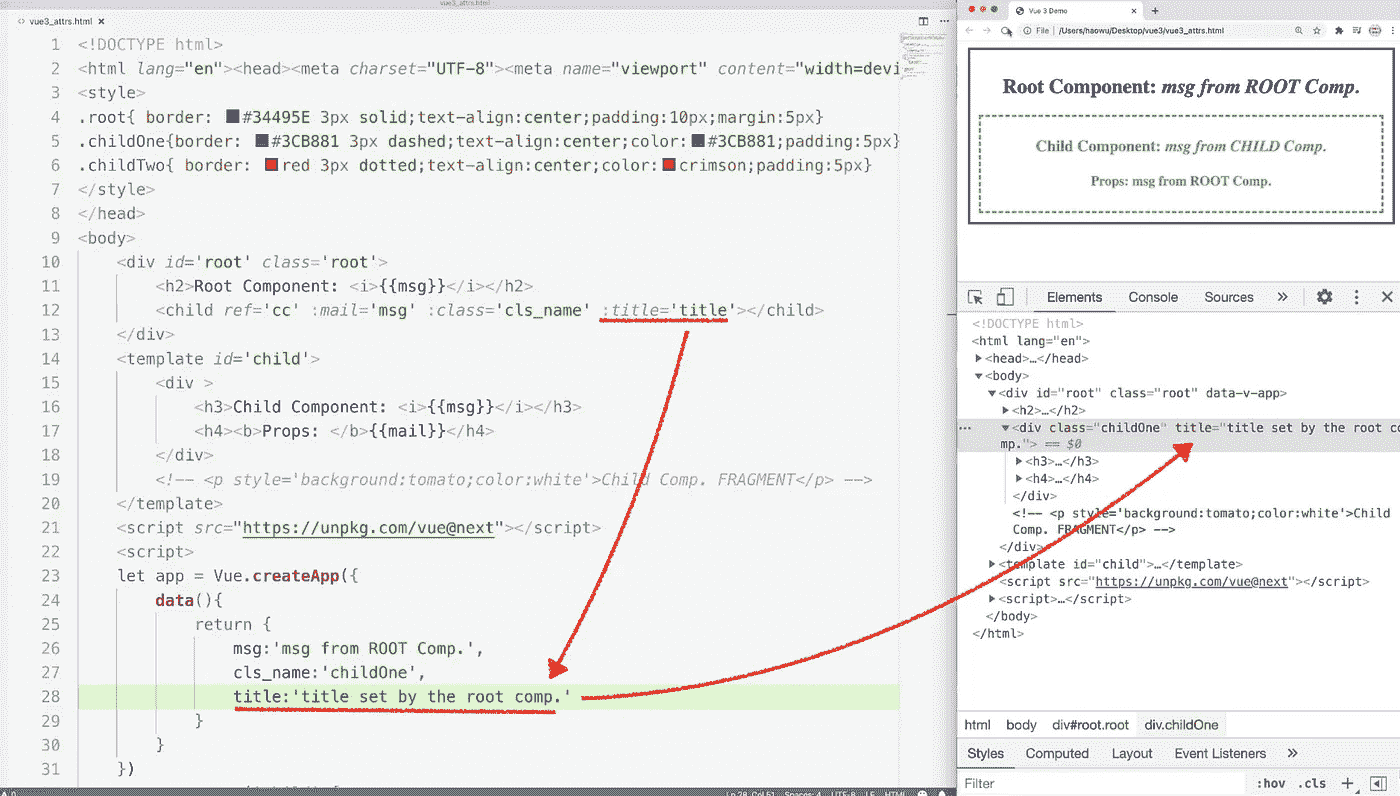 vue3_attrs.html
vue3_attrs.html
1 <!DOCTYPE html>
2 <html lang="en"><head><meta charset="UTF-8"><meta name="viewport" content="width=devi
3 <style>
4 .root{ border: #34495E 3px solid;text-align:center;padding:10px;margin:5px}
5 .childOne{border: #3CB881 3px dashed;text-align:center;color:#3CB881;padding:5px}
6 .childTwo{ border: red 3px dotted;text-align:center;color:crimson;padding:5px}
7 </style>
8 </head>
9 <body>
10 <div id='root' class='root'>
11 <h2>Root Component: <i>{{msg}}</i></h2>
12 <child ref='cc' :mail='msg' :class='cls_name' :title='title'></child>
13 </div>
14 <template id='child'>
15 <div >
16 <h3>Child Component: <i>{{msg}}</i></h3>
17 <h4><b>Props: </b>{{mail}}</h4>
18 </div>
19 <!-- <p style='background:tomato;color:white'>Child Comp. FRAGMENT</p> -->
20 </template>
21 <script src="https://unpkg.com/vue@next"></script>
22 <script>
23 let app = Vue.createApp({
24 data(){
25 return {
26 msg:'msg from ROOT Comp.',
27 cls_name:'childOne',
28 title:'title set by the root comp.'
29 }
30 }
31 })
Vue 3 Demo
File | /Users/haowu/Desktop/vue3/vue3_attrs.html
Root Component: msg from ROOT Comp.
Child Component: msg from CHILD Comp.
Props: msg from ROOT Comp.
Elements Console Sources
<!DOCTYPE html>
<html lang="en">
<head>…</head>
<body>
<div id="root" class="root" data-v-app>
<h2>…</h2>
<div class="childOne" title="title set by the root co
mp."> == $0
<h3>…</h3>
<h4>…</h4>
</div>
<!-- <p style='background:tomato;color:white'>Child
Comp. FRAGMENT</p> -->
</div>
<template id="child">…</template>
<script src="https://unpkg.com/vue@next"></script>
<script>…</script>
</body>
</html>
html body div#root.root div.childOne
Styles Computed Layout Event Listeners
Filter :hov .cls